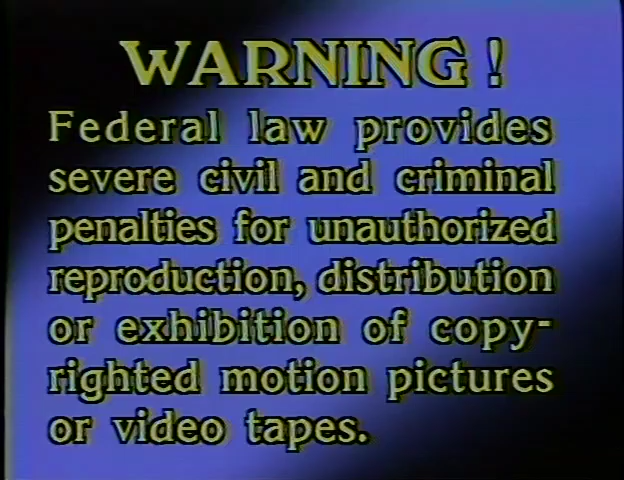 WARNING!
Federal law provides
severe civil and criminal
penalties for unauthorized
reproduction, distribution
or exhibition of copy-
righted motion pictures
or video tapes.